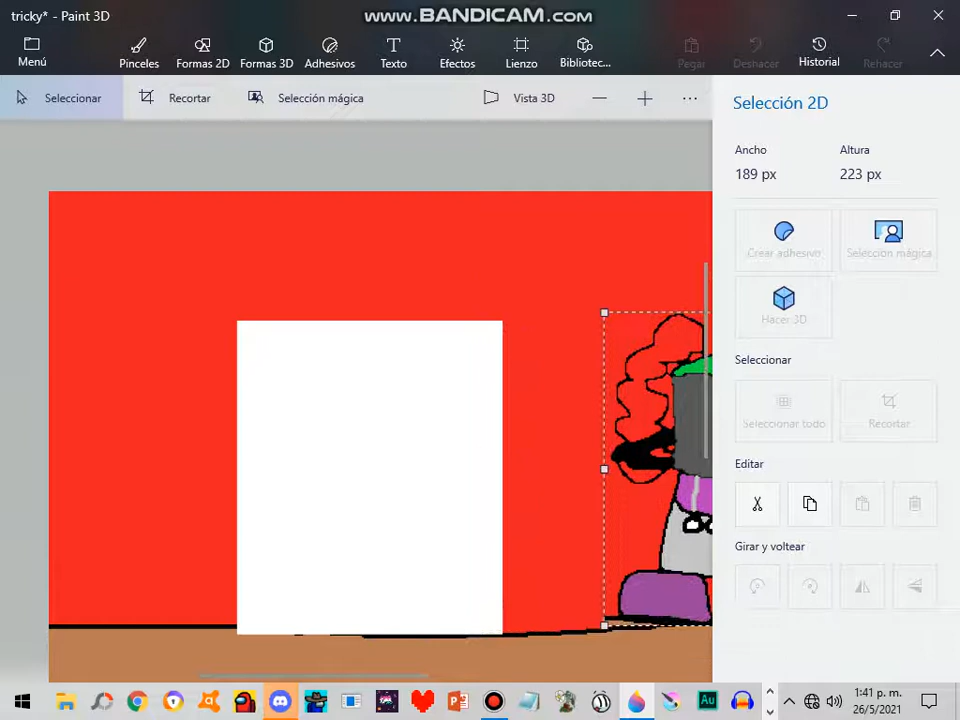 tricky* - Paint 3D
www.BANDICAM.com
Menú
Pinceles
Formas 2D
Formas 3D
Adhesivos
Texto
Efectos
Lienzo
Bibliotec...
Pegar
Deshacer
Historial
Rehacer
Seleccionar
Recortar
Selección mágica
Vista 3D
Selección 2D
Ancho
Altura
189 px
223 px
Crear adhesivo
Selección mágica
Hacer 3D
Seleccionar
Seleccionar todo
Recortar
Editar
Girar y voltear
Au
1:41 p. m.
26/5/2021